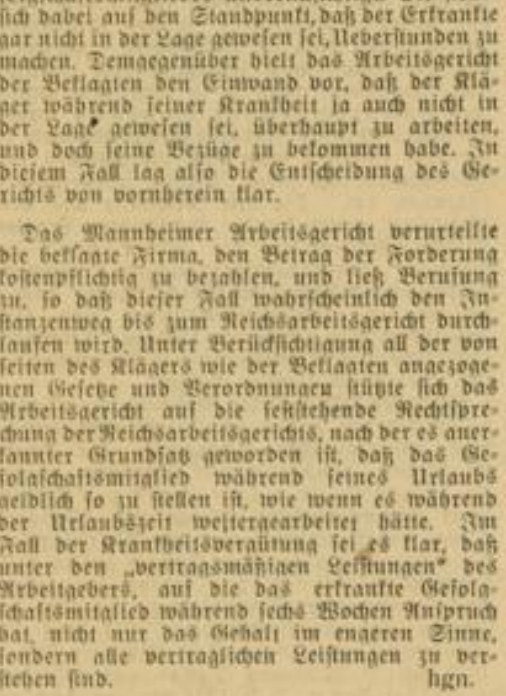 sich dabei auf den Standpunkt, daß der Erkrankte
gar nicht in der Lage gewesen sei, Ueberstunden zu
machen. Demgegenüber hielt das Arbeitsgericht
der Beklagten den Einwand vor, daß der Klä-
ger während seiner Krankheit ja auch nicht in
der Lage gewesen sei, überhaupt zu arbeiten,
und doch seine Bezüge zu bekommen habe. In
diesem Fall lag also die Entscheidung des Ge-
richts von vornherein klar.
Das Mannheimer Arbeitsgericht verurteilte
die beklagte Firma, den Betrag der Forderung
kostenpflichtig zu bezahlen, und ließ Berufung
zu, so daß dieser Fall wahrscheinlich den In-
stanzenweg bis zum Reichsarbeitsgericht durch-
laufen wird. Unter Berücksichtigung all der von
seiten des Klägers wie der Beklagten angezoge-
nen Gesetze und Verordnungen stützte sich das
Arbeitsgericht auf die feststehende Rechtspre-
chung der Reichsarbeitsgerichts, nach der es aner-
kannter Grundsatz geworden ist, daß das Ge-
folgschaftsmitglied während seines Urlaubs
geldlich so zu stellen ist, wie wenn es während
der Urlaubszeit weitergearbeitet hätte. Im
Fall der Krankheitsvergütung sei es klar, daß
unter den „vertragsmäßigen Leistungen" des
Arbeitgebers, auf die das erkrankte Gefolg-
schaftsmitglied während sechs Wochen Anspruch
hat, nicht nur das Gehalt im engeren Sinne,
sondern alle vertraglichen Leistungen zu ver-
stehen sind. hgn.